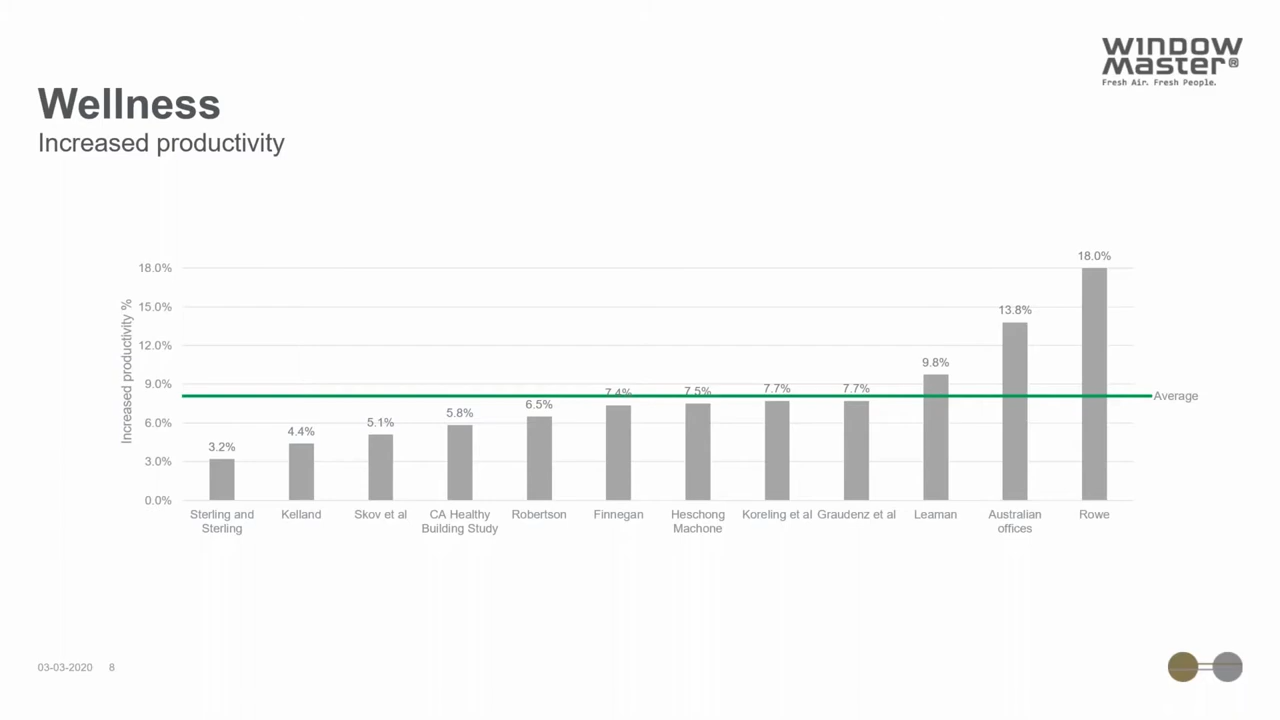 WINDOW
Master®
Fresh Air. Fresh People.
Wellness
Increased productivity
Increased productivity %
18.0%
15.0%
12.0%
9.0%
6.0%
3.0%
0.0%
3.2%
4.4%
5.1%
5.8%
6.5%
7.4%
7.5%
7.7%
7.7%
9.8%
13.8%
18.0%
Average
Sterling and
Sterling
Kelland
Skov et al
CA Healthy
Building Study
Robertson
Finnegan
Heschong
Machone
Koreling et al
Graudenz et al
Leaman
Australian
offices
Rowe
03-03-2020 8